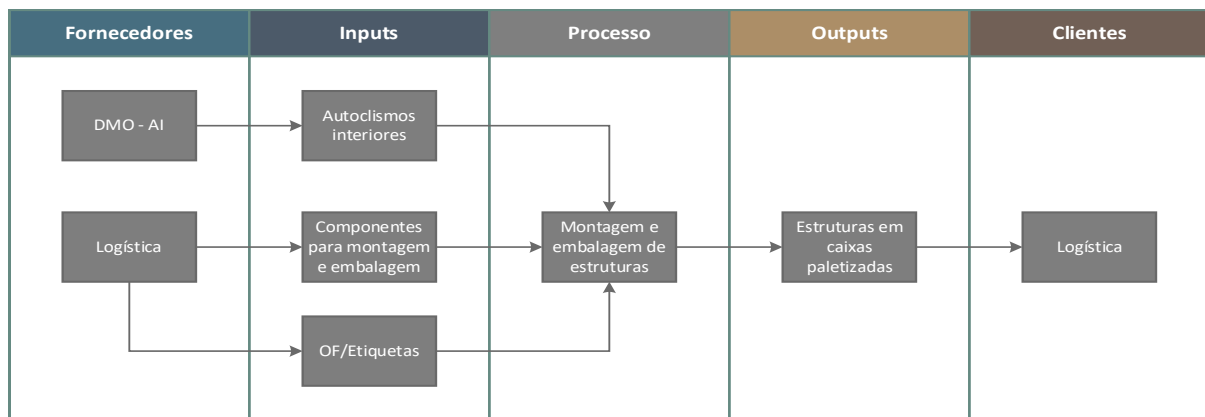 Fornecedores
Inputs
Processo
Outputs
Clientes
DMO - AI
Autoclismos
interiores
Logística
Componentes
para montagem
e embalagem
Montagem e
embalagem de
estruturas
Estruturas em
caixas
paletizadas
Logística
OF/Etiquetas